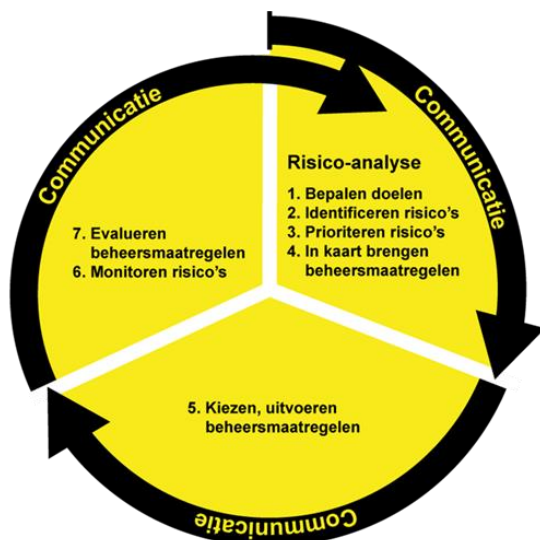 Communicatie
Communicatie
Risico-analyse
1. Bepalen doelen
2. Identificeren risico's
3. Prioriteren risico's
4. In kaart brengen
beheersmaatregelen
7. Evalueren
beheersmaatregelen
6. Monitoren risico's
5. Kiezen, uitvoeren
beheersmaatregelen
Communicatie